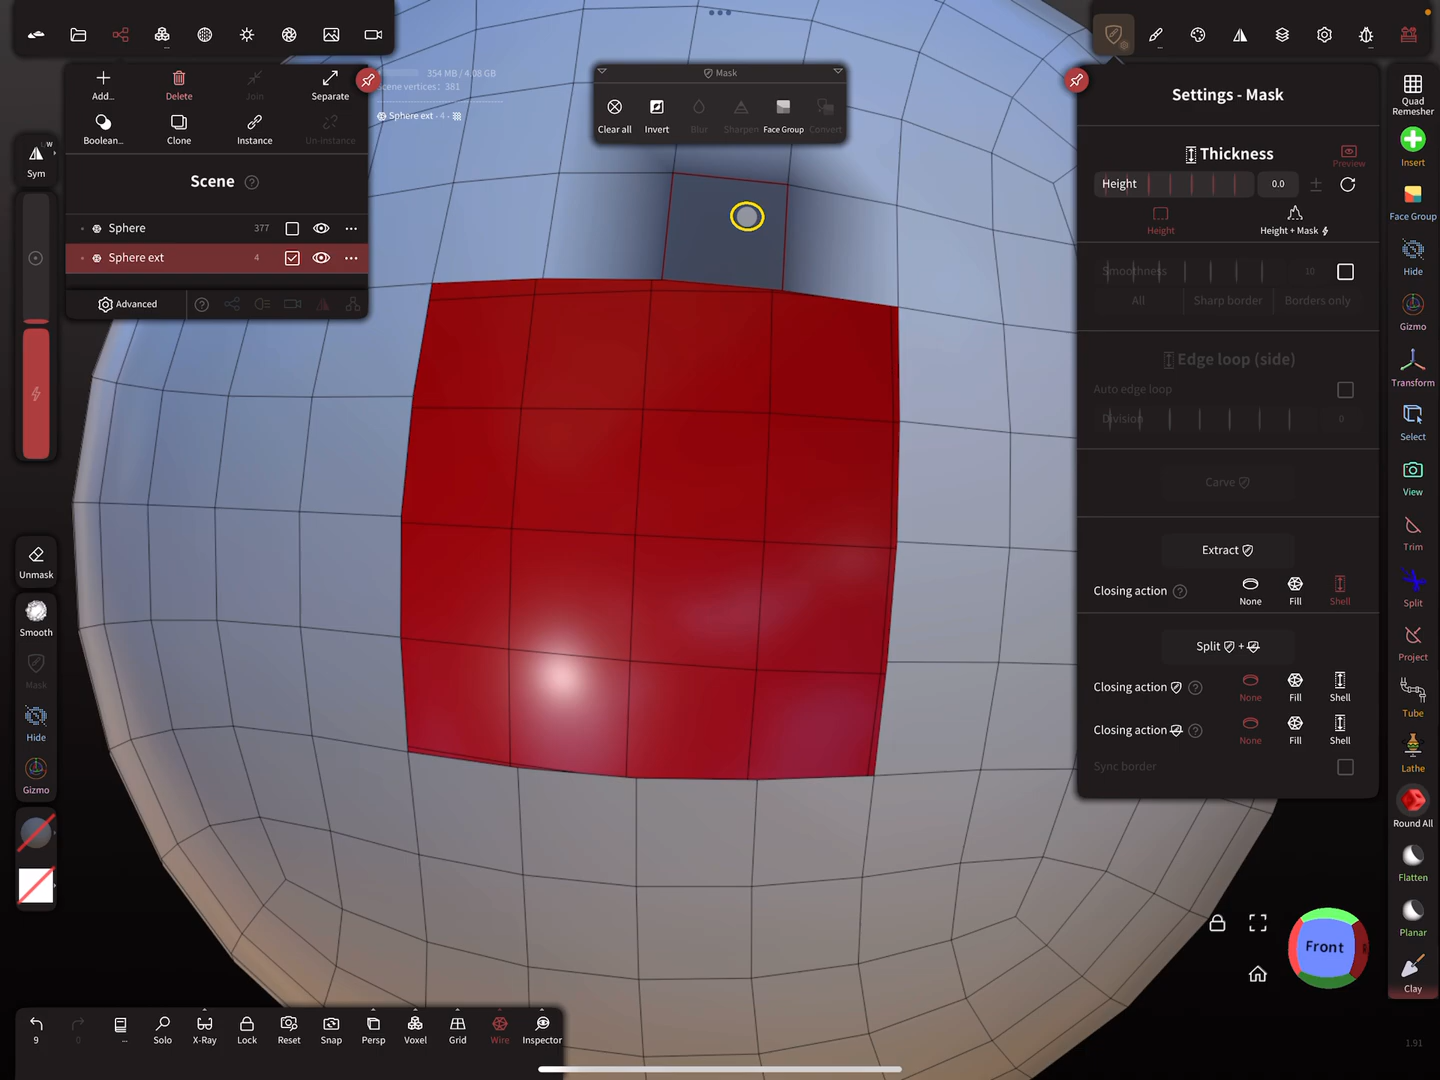 354 MB / 4.08 GB
Scene vertices: 381
Sphere ext - 4 -
Add...
Delete
Join
Separate
Boolean...
Clone
Instance
Un-instance
Scene
Sphere 377
Sphere ext 4
Advanced
Sym
Mask
Clear all
Invert
Blur
Sharpen
Face Group
Convert
Settings - Mask
Thickness
Preview
Height 0.0
Height
Height + Mask
Smoothness 10
All
Sharp border
Borders only
Edge loop (side)
Auto edge loop
Division 0
Carve
Extract
Closing action
None
Fill
Shell
Split +
Closing action
None
Fill
Shell
Closing action
None
Fill
Shell
Sync border
Quad
Remesher
Insert
Face Group
Hide
Gizmo
Transform
Select
View
Trim
Split
Project
Tube
Lathe
Round All
Flatten
Planar
Clay
Unmask
Smooth
Mask
Hide
Gizmo
Front
9
0
...
Solo
X-Ray
Lock
Reset
Snap
Persp
Voxel
Grid
Wire
Inspector
1.91